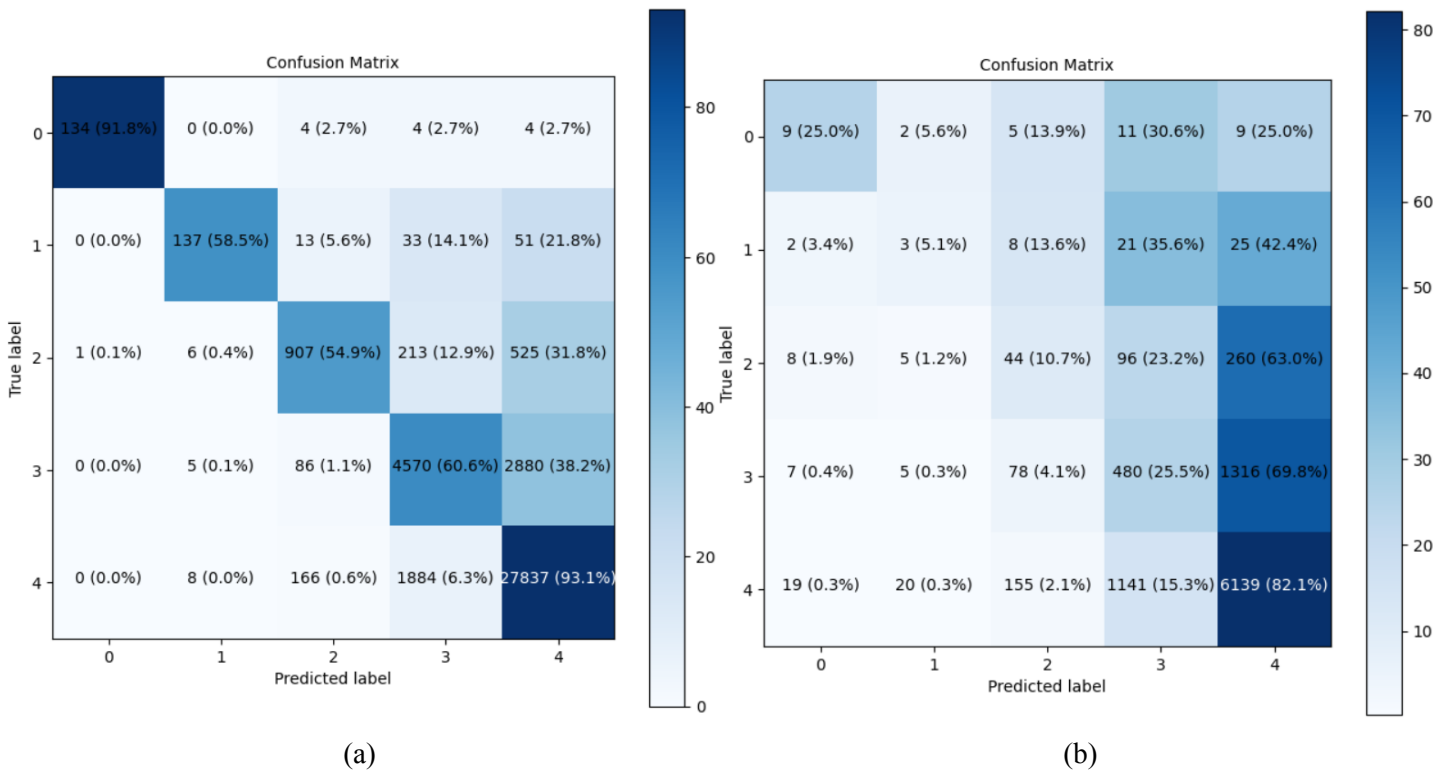 Confusion Matrix
0
134 (91.8%) 0 (0.0%) 4 (2.7%) 4 (2.7%) 4 (2.7%)
1
0 (0.0%) 137 (58.5%) 13 (5.6%) 33 (14.1%) 51 (21.8%)
2
1 (0.1%) 6 (0.4%) 907 (54.9%) 213 (12.9%) 525 (31.8%)
3
0 (0.0%) 5 (0.1%) 86 (1.1%) 4570 (60.6%) 2880 (38.2%)
4
0 (0.0%) 8 (0.0%) 166 (0.6%) 1884 (6.3%) 27837 (93.1%)
True label
0 1 2 3 4
Predicted label
80
60
40
20
0
(a)
Confusion Matrix
0
9 (25.0%) 2 (5.6%) 5 (13.9%) 11 (30.6%) 9 (25.0%)
1
2 (3.4%) 3 (5.1%) 8 (13.6%) 21 (35.6%) 25 (42.4%)
2
8 (1.9%) 5 (1.2%) 44 (10.7%) 96 (23.2%) 260 (63.0%)
3
7 (0.4%) 5 (0.3%) 78 (4.1%) 480 (25.5%) 1316 (69.8%)
4
19 (0.3%) 20 (0.3%) 155 (2.1%) 1141 (15.3%) 6139 (82.1%)
True label
0 1 2 3 4
Predicted label
80
70
60
50
40
30
20
10
(b)